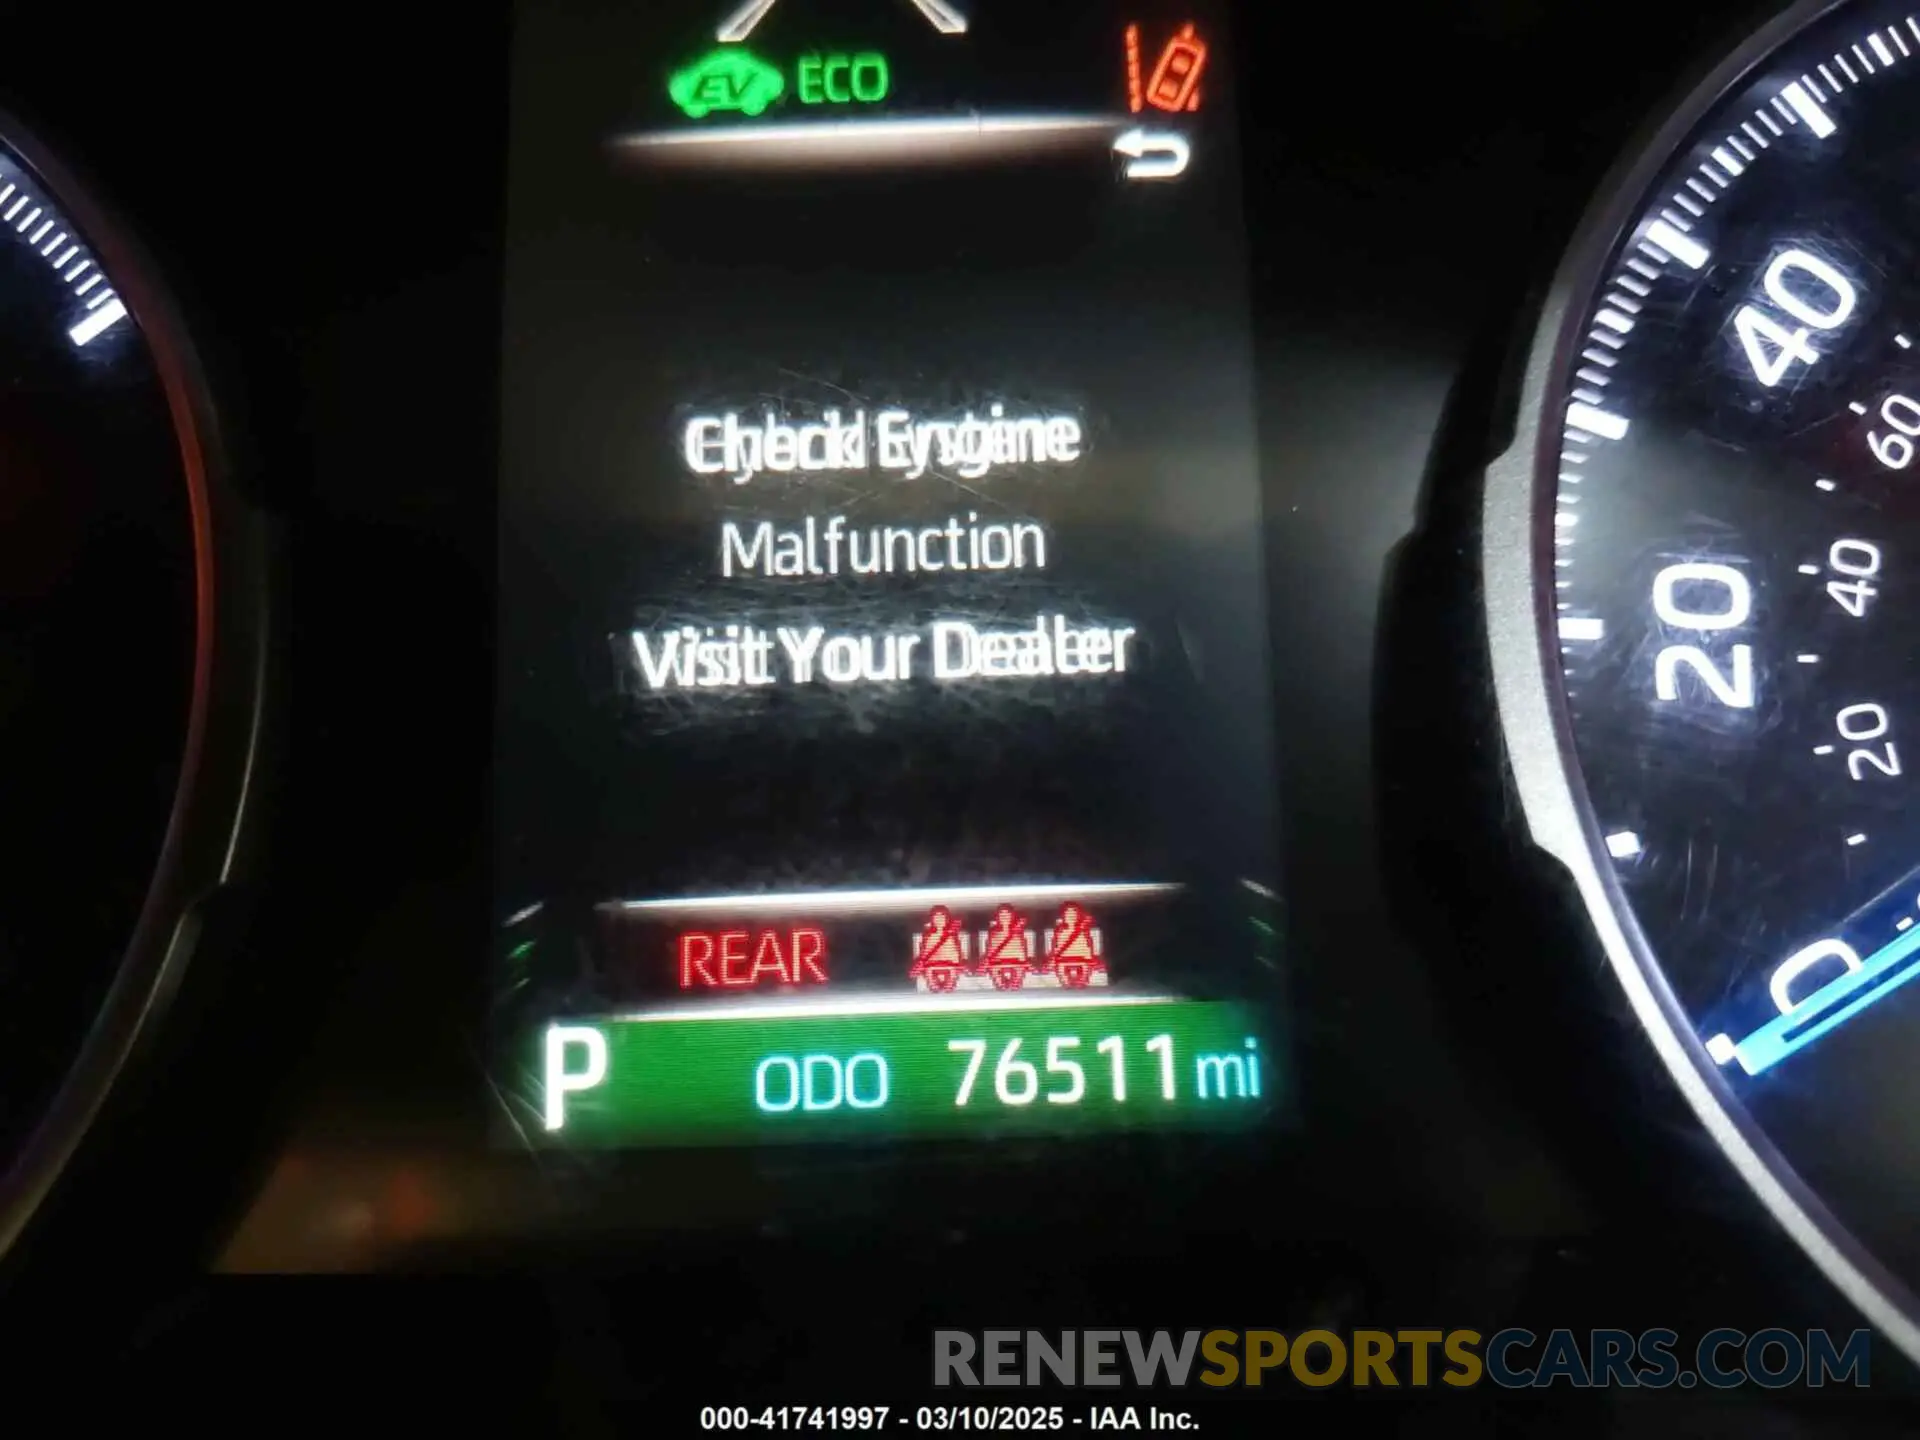 EV ECO
Malfunction
Visit Your Dealer
REAR
P ODO 76511 mi
40
60
20
40
20
0
RENEWSPORTSCARS.COM
000-41741997 - 03/10/2025 - IAA Inc.